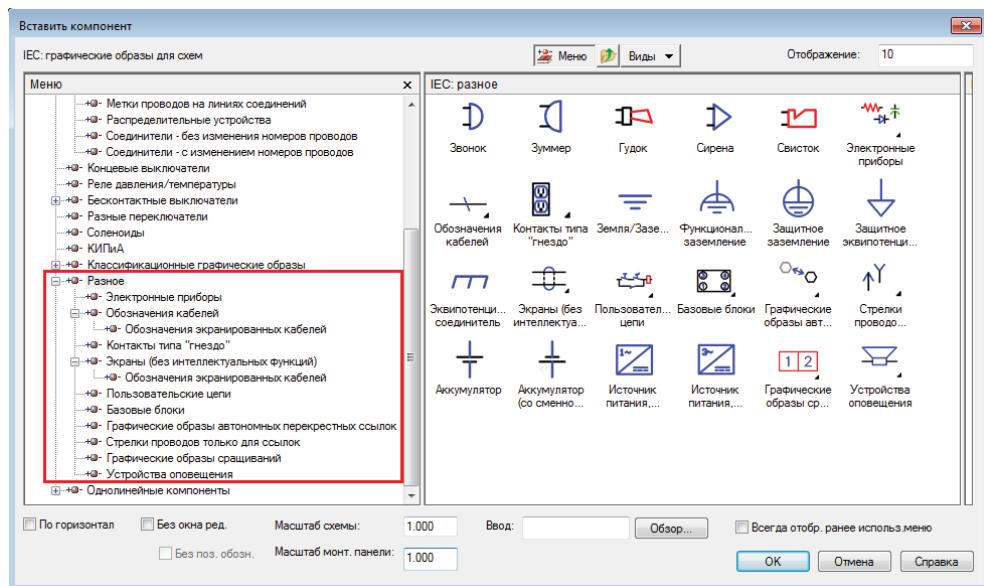 Вставить компонент
IEC: графические образы для схем
Меню
Виды
Отображение:
10
Меню
Метки проводов на линиях соединений
Распределительные устройства
Соединители - без изменения номеров проводов
Соединители - с изменением номеров проводов
Концевые выключатели
Реле давления/температуры
Бесконтактные выключатели
Разные переключатели
Соленоиды
КИПиА
Классификационные графические образы
Разное
Электронные приборы
Обозначения кабелей
Обозначения экранированных кабелей
Контакты типа "гнездо"
Экраны (без интеллектуальных функций)
Обозначения экранированных кабелей
Пользовательские цепи
Базовые блоки
Графические образы автономных перекрестных ссылок
Стрелки проводов только для ссылок
Графические образы сращиваний
Устройства оповещения
Однолинейные компоненты
IEC: разное
Звонок
Зуммер
Гудок
Сирена
Свисток
Электронные
приборы
Обозначения
кабелей
Контакты типа
"гнездо"
Земля/Зазе...
Функционал...
заземление
Защитное
заземление
Защитное
эквипотенци...
Эквипотенци...
соединитель
Экраны (без
интеллектуа...
Пользовател...
цепи
Базовые блоки
Графические
образы авт...
Стрелки
проводо...
1~
3~
1 2
Аккумулятор
Аккумулятор
(со сменно...
Источник
питания,...
Источник
питания,...
Графические
образы ср...
Устройства
оповещения
По горизонтал
Без окна ред.
Масштаб схемы:
1.000
Ввод:
Обзор...
Всегда отобр. ранее использ.меню
Без поз. обозн.
Масштаб монт. панели:
1.000
OK
Отмена
Справка